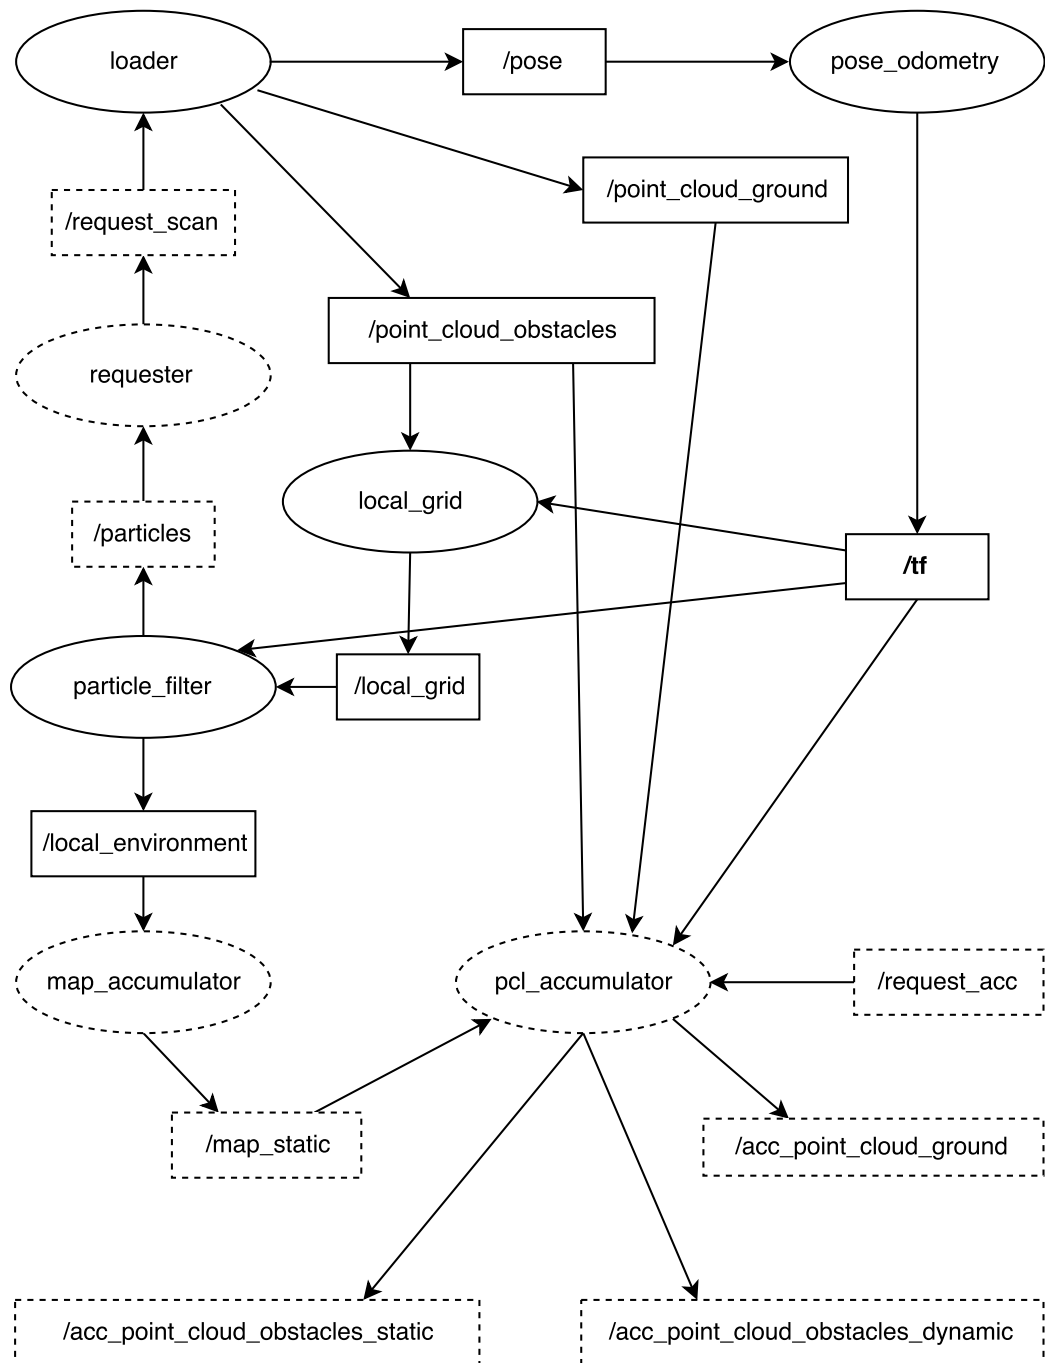 loader
/pose
pose_odometry
/point_cloud_ground
/request_scan
/point_cloud_obstacles
requester
local_grid
/particles
/tf
particle_filter
/local_grid
/local_environment
map_accumulator
pcl_accumulator
/request_acc
/map_static
/acc_point_cloud_ground
/acc_point_cloud_obstacles_static
/acc_point_cloud_obstacles_dynamic